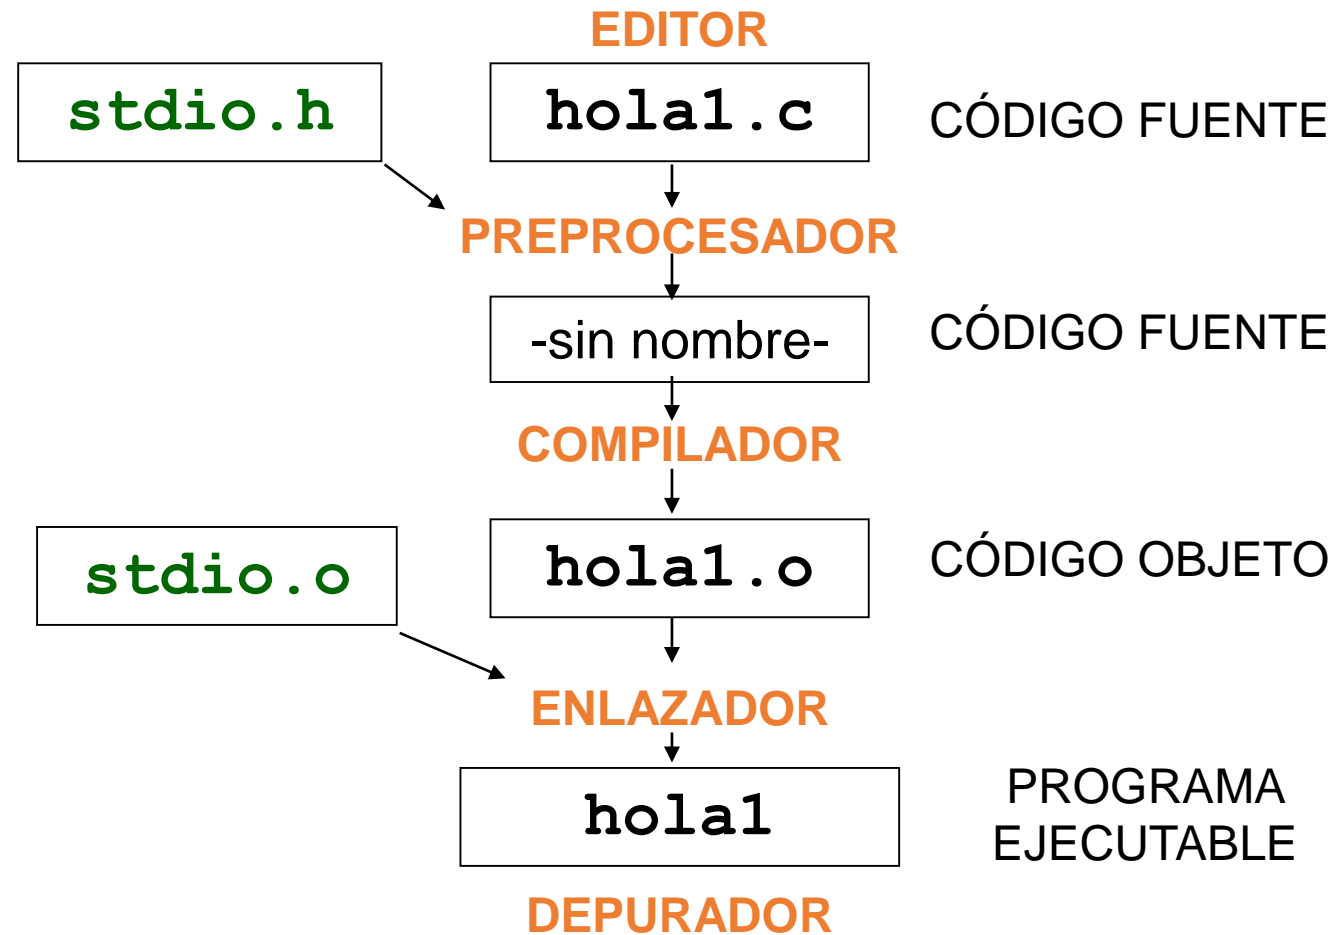 EDITOR
stdio.h
hola1.c
CÓDIGO FUENTE
PREPROCESADOR
-sin nombre-
CÓDIGO FUENTE
COMPILADOR
stdio.o
hola1.o
CÓDIGO OBJETO
ENLAZADOR
hola1
PROGRAMA
EJECUTABLE
DEPURADOR